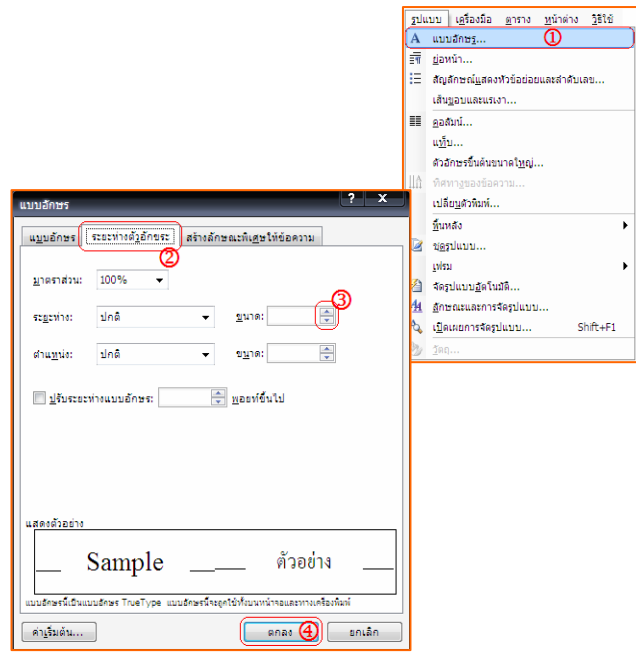 รูปแบบ เครื่องมือ ตาราง หน้าต่าง วิธีใช้
A แบบอักษร... ①
ย่อหน้า...
สัญลักษณ์แสดงหัวข้อย่อยและลำดับเลข...
เส้นขอบและแรเงา...
คอลัมน์...
แท็บ...
ตัวอักษรขึ้นต้นขนาดใหญ่...
ทิศทางของข้อความ...
เปลี่ยนตัวพิมพ์...
พื้นหลัง
ชุดรูปแบบ...
เฟรม
จัดรูปแบบอัตโนมัติ...
ลักษณะและการจัดรูปแบบ...
เปิดเผยการจัดรูปแบบ... Shift+F1
วัตถุ...
แบบอักษร ? X
แบบอักษร ระยะห่างตัวอักขระ สร้างลักษณะพิเศษให้ข้อความ
②
มาตราส่วน: 100%
③
ระยะห่าง: ปกติ ขนาด:
ตำแหน่ง: ปกติ ขนาด:
ปรับระยะห่างแบบอักษร: พอยท์ขึ้นไป
แสดงตัวอย่าง
Sample ตัวอย่าง
แบบอักษรนี้เป็นแบบอักษร TrueType แบบอักษรนี้จะถูกใช้ทั้งบนหน้าจอและทางเครื่องพิมพ์
ค่าเริ่มต้น... ตกลง ④ ยกเลิก